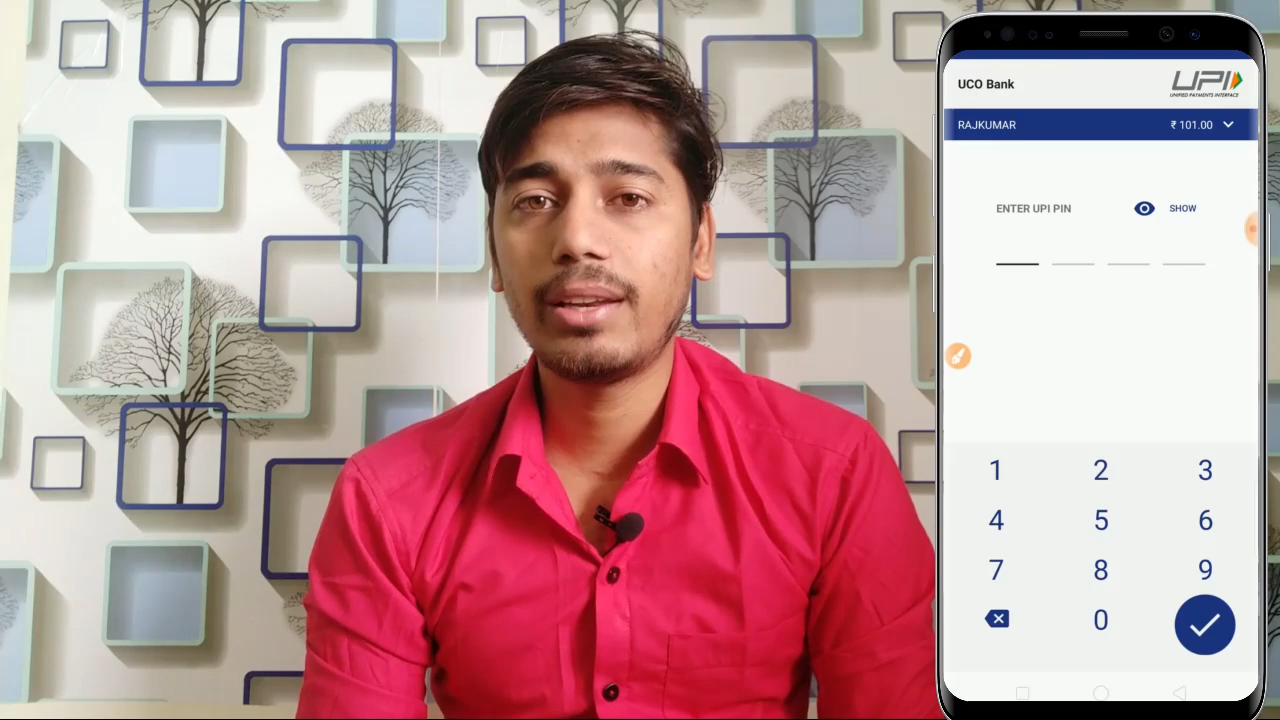 UCO Bank
UPI
UNIFIED PAYMENTS INTERFACE
RAJKUMAR ₹ 101.00
ENTER UPI PIN SHOW
1 2 3
4 5 6
7 8 9
0